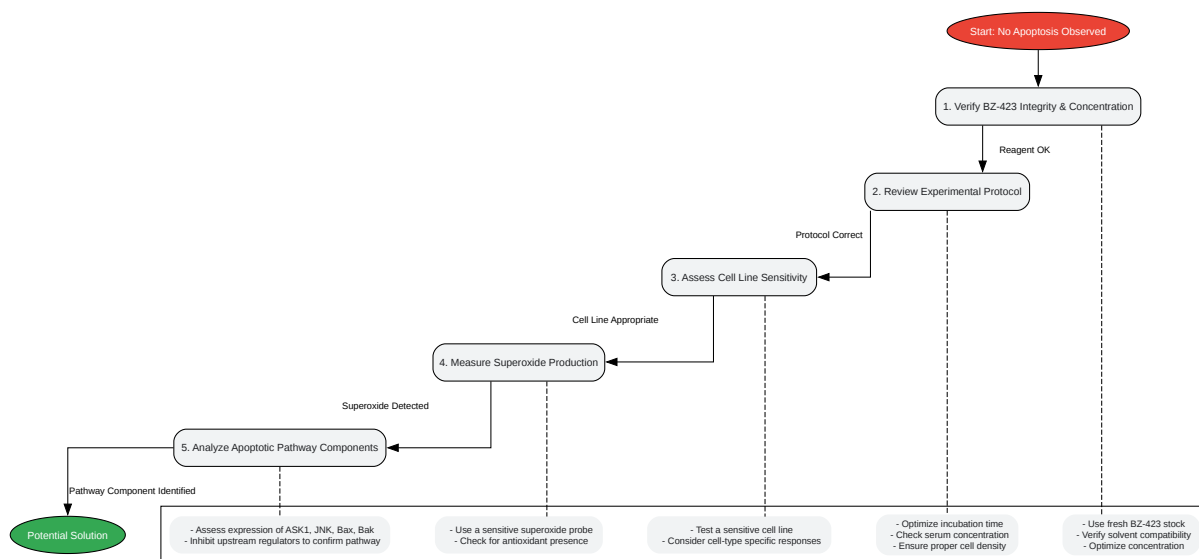 Start: No Apoptosis Observed
1. Verify BZ-423 Integrity & Concentration
Reagent OK
2. Review Experimental Protocol
Protocol Correct
3. Assess Cell Line Sensitivity
Cell Line Appropriate
4. Measure Superoxide Production
Superoxide Detected
5. Analyze Apoptotic Pathway Components
Pathway Component Identified
Potential Solution
- Assess expression of ASK1, JNK, Bax, Bak
- Inhibit upstream regulators to confirm pathway
- Use a sensitive superoxide probe
- Check for antioxidant presence
- Test a sensitive cell line
- Consider cell-type specific responses
- Optimize incubation time
- Check serum concentration
- Ensure proper cell density
- Use fresh BZ-423 stock
- Verify solvent compatibility
- Optimize concentration